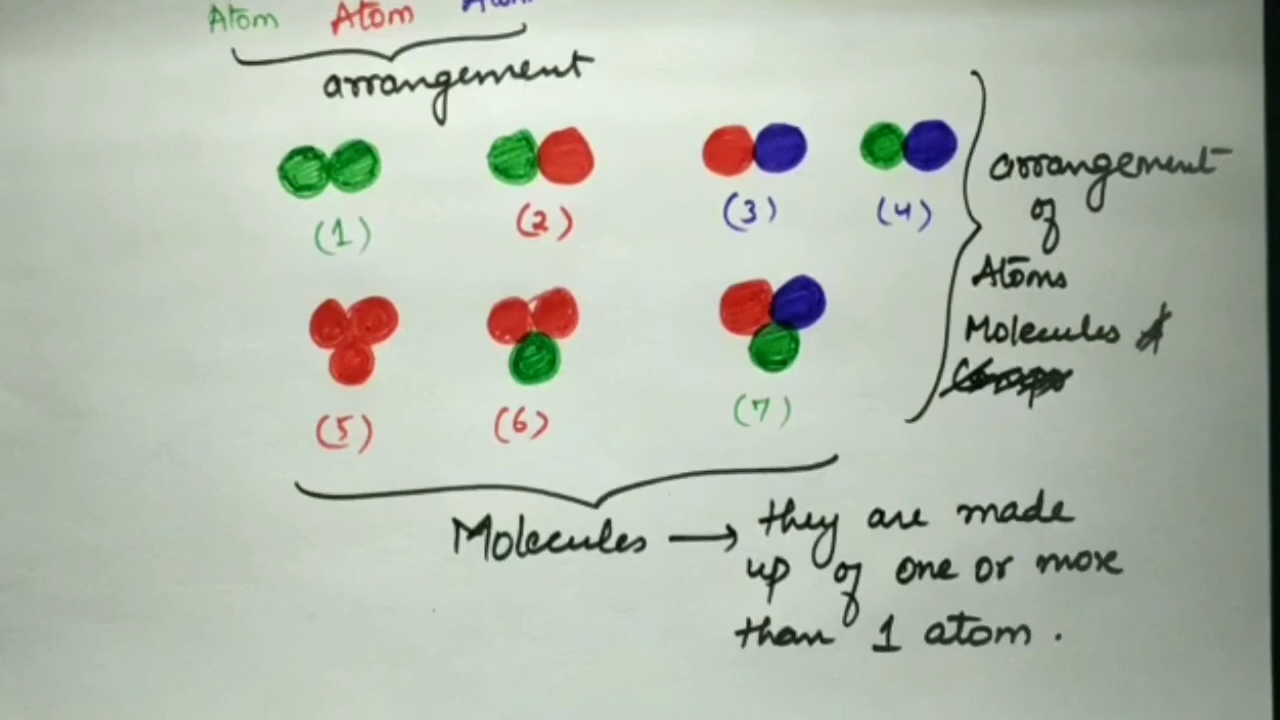 Atom Atom Atom
arrangement
(1) (2) (3) (4)
(5) (6) (7)
arrangement
of
Atoms
Molecules
Molecules → they are made
up of one or more
than 1 atom.